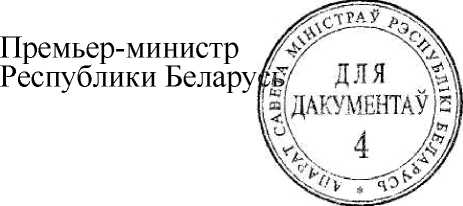 Премьер-министр
Республики Беларусь
АПАРАТ САВЕТА МІНІСТРАЎ РЭСПУБЛІКІ БЕЛАРУСЬ *
ДЛЯ
ДАКУМЕНТАЎ
4